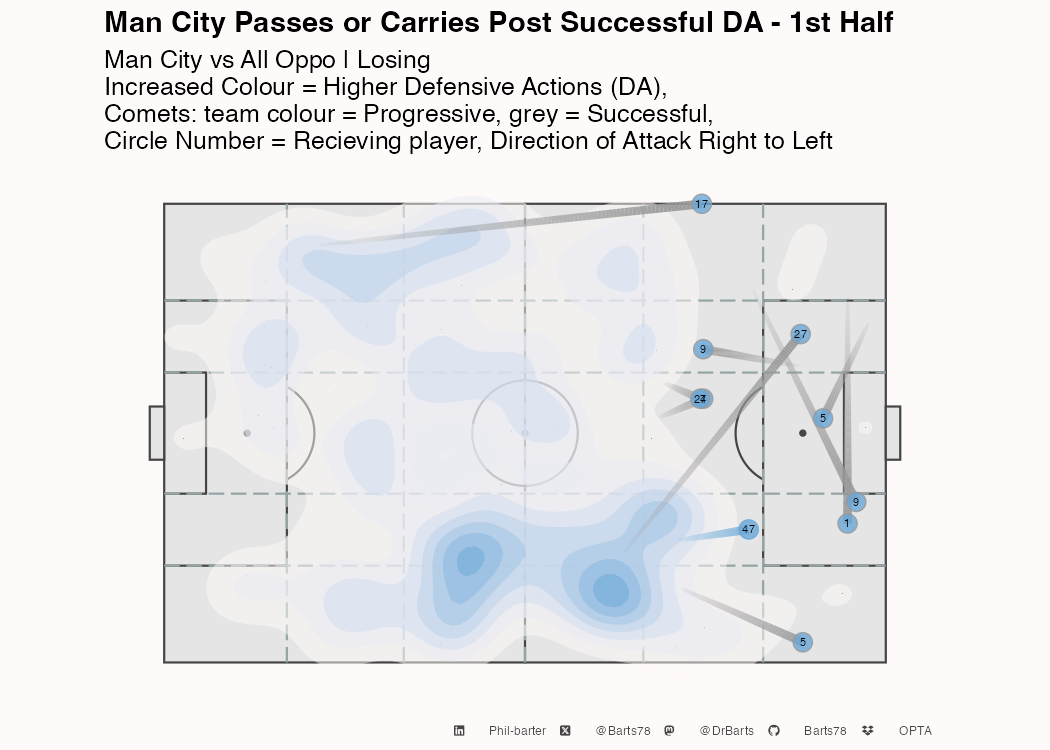 Man City Passes or Carries Post Successful DA - 1st Half
Man City vs All Oppo | Losing
Increased Colour = Higher Defensive Actions (DA),
Comets: team colour = Progressive, grey = Successful,
Circle Number = Recieving player, Direction of Attack Right to Left
17
27
9
5
9
1
47
5
Phil-barter @Barts78 @DrBarts Barts78 OPTA